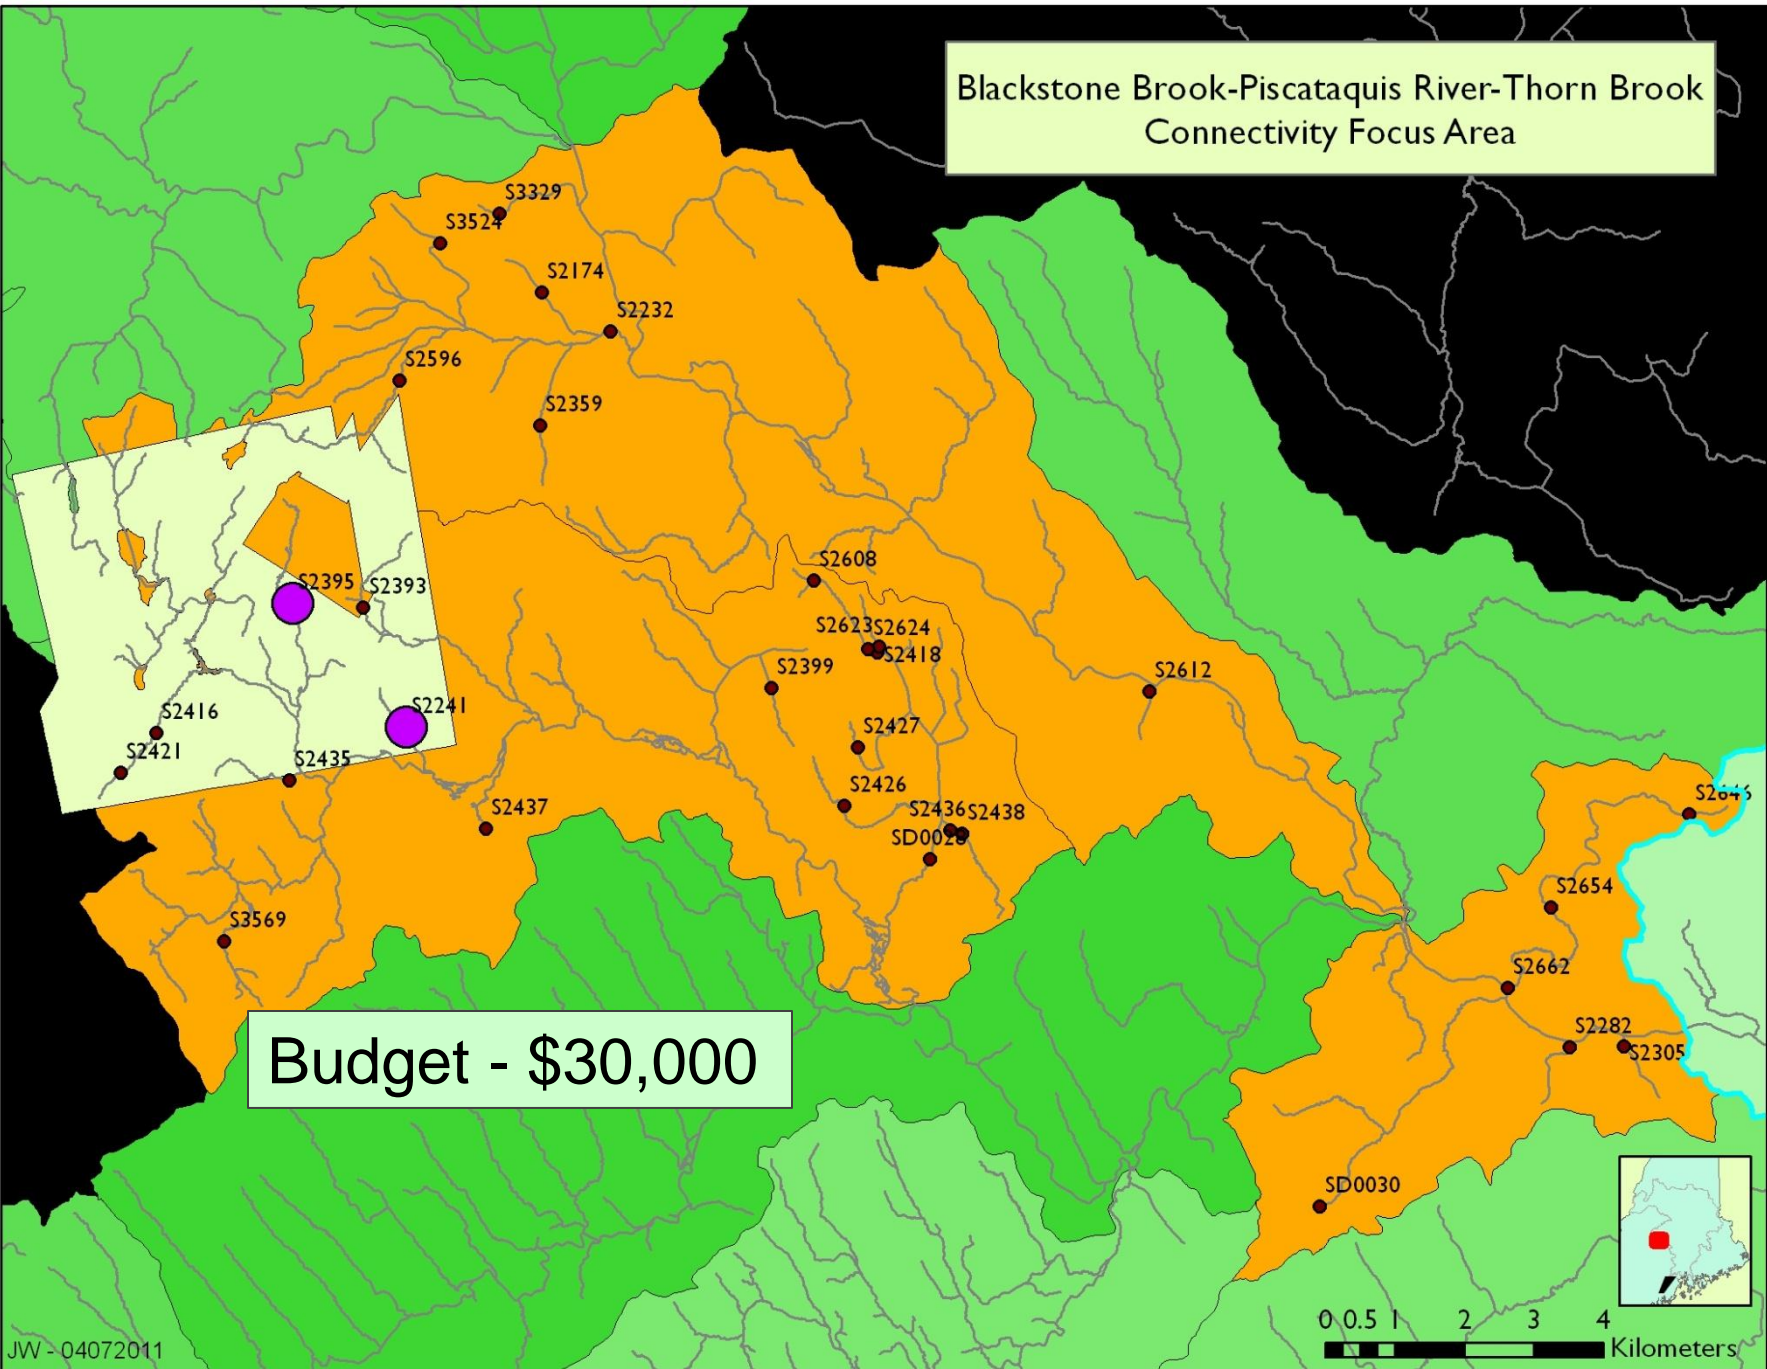 Blackstone Brook-Piscataquis River-Thorn Brook
Connectivity Focus Area
S3329
S3524
S2174
S2232
S2596
S2359
S2608
S2395
S2393
S2623
S2624
S2418
S2399
S2612
S2416
S2241
S2427
S2421
S2435
S2426
S2646
S2437
S2436
S2438
SD0028
S2654
S3569
S2662
S2282
S2305
Budget - $30,000
SD0030
0 0.5 1 2 3 4
Kilometers
JW - 04072011